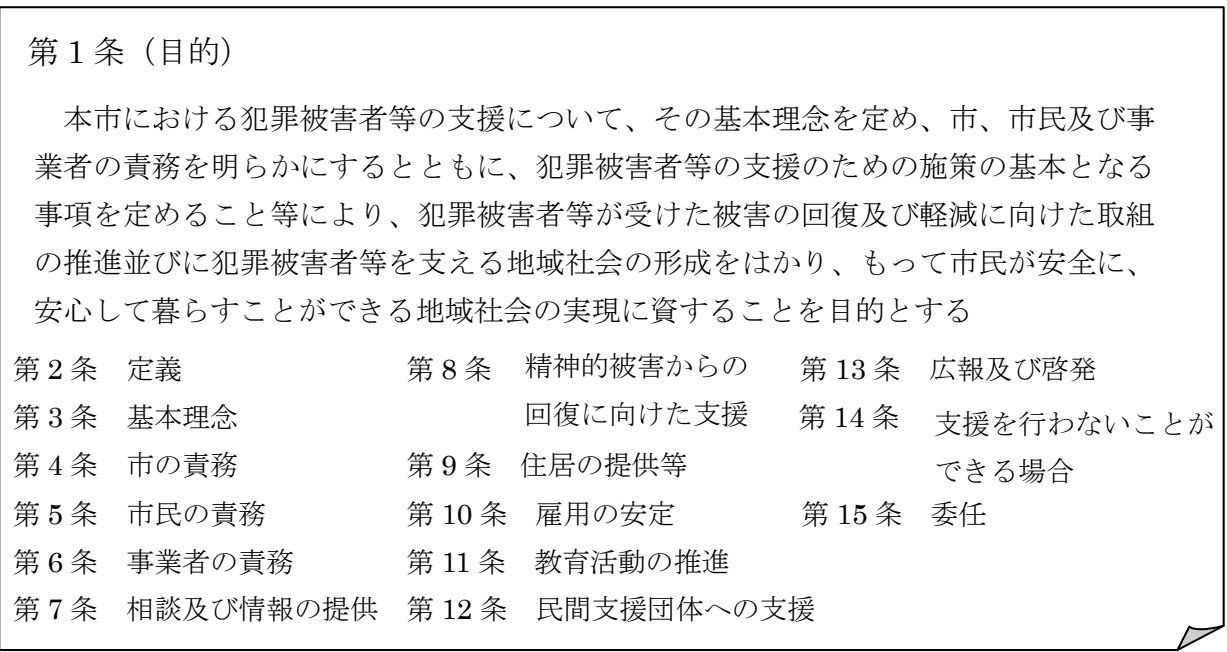 第1条（目的）
　本市における犯罪被害者等の支援について、その基本理念を定め、市、市民及び事
業者の責務を明らかにするとともに、犯罪被害者等の支援のための施策の基本となる
事項を定めること等により、犯罪被害者等が受けた被害の回復及び軽減に向けた取組
の推進並びに犯罪被害者等を支える地域社会の形成をはかり、もって市民が安全に、
安心して暮らすことができる地域社会の実現に資することを目的とする
第2条　定義
第3条　基本理念
第4条　市の責務
第5条　市民の責務
第6条　事業者の責務
第7条　相談及び情報の提供
第8条　精神的被害からの
回復に向けた支援
第9条　住居の提供等
第10条　雇用の安定
第11条　教育活動の推進
第12条　民間支援団体への支援
第13条　広報及び啓発
第14条　支援を行わないことが
できる場合
第15条　委任